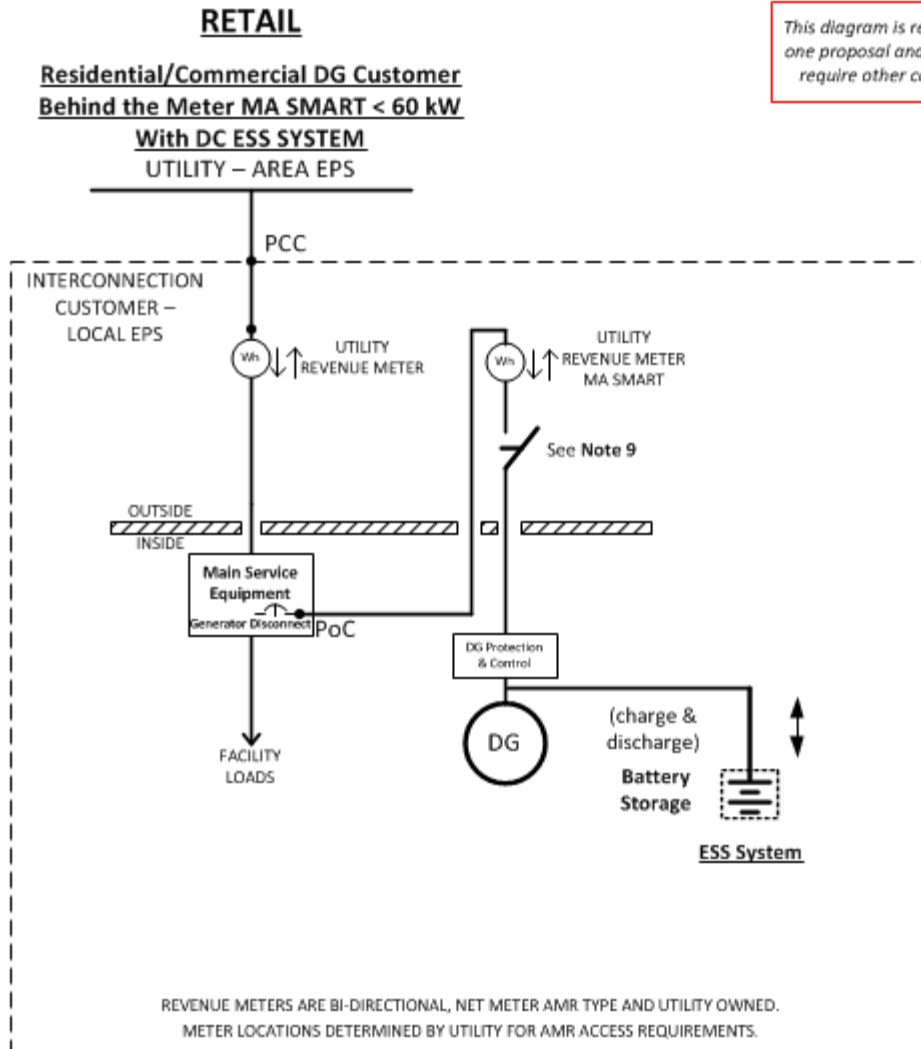 RETAIL
This diagram is re
one proposal and
require other co
Residential/Commercial DG Customer
Behind the Meter MA SMART < 60 kW
With DC ESS SYSTEM
UTILITY – AREA EPS
PCC
INTERCONNECTION
CUSTOMER –
LOCAL EPS
Wh
UTILITY
REVENUE METER
Wh
UTILITY
REVENUE METER
MA SMART
See Note 9
OUTSIDE
INSIDE
Main Service
Equipment
Generator Disconnect
PoC
DG Protection
& Control
DG
(charge &
discharge)
Battery
Storage
FACILITY
LOADS
ESS System
REVENUE METERS ARE BI-DIRECTIONAL, NET METER AMR TYPE AND UTILITY OWNED.
METER LOCATIONS DETERMINED BY UTILITY FOR AMR ACCESS REQUIREMENTS.